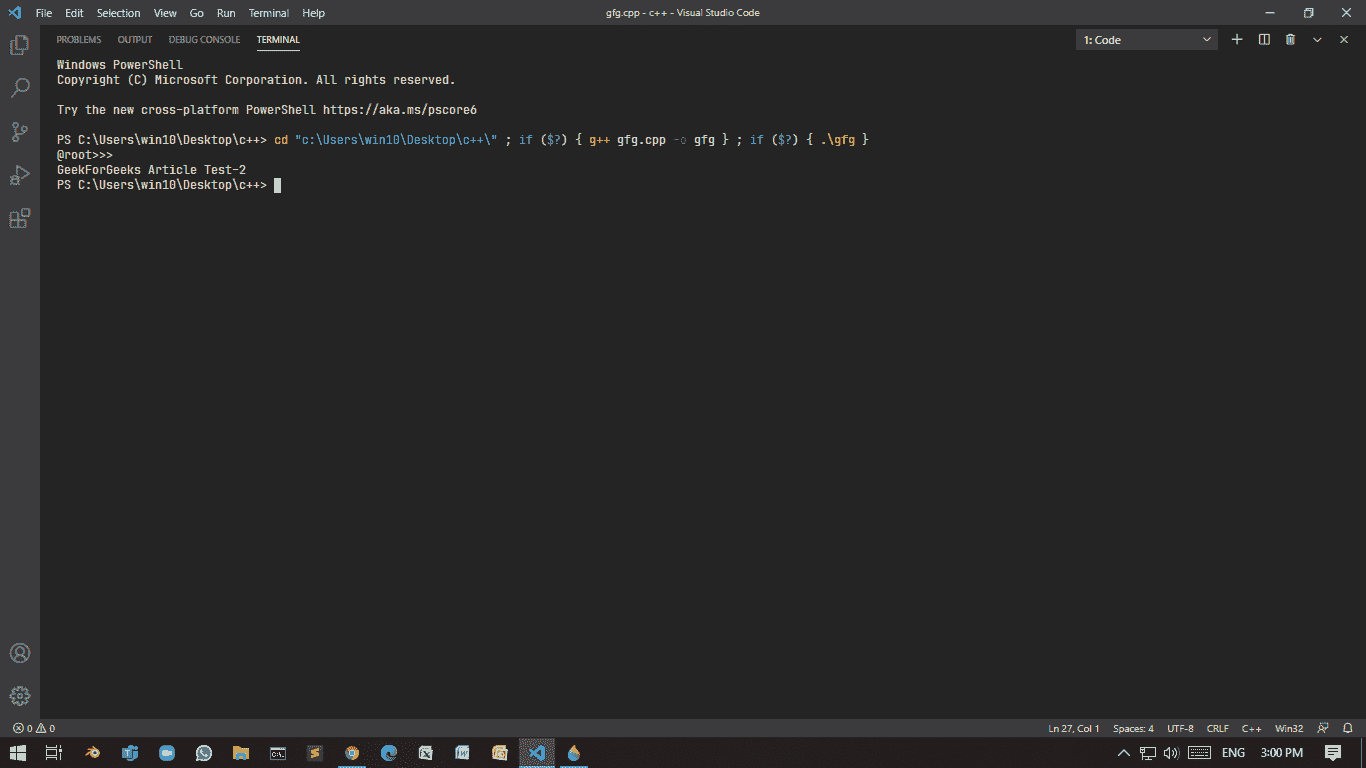 File Edit Selection View Go Run Terminal Help gfg.cpp - c++ - Visual Studio Code
PROBLEMS OUTPUT DEBUG CONSOLE TERMINAL 1: Code
Windows PowerShell
Copyright (C) Microsoft Corporation. All rights reserved.
Try the new cross-platform PowerShell https://aka.ms/pscore6
PS C:\Users\win10\Desktop\c++> cd "c:\Users\win10\Desktop\c++\" ; if ($?) { g++ gfg.cpp -o gfg } ; if ($?) { .\gfg }
@root>>>
GeekForGeeks Article Test-2
PS C:\Users\win10\Desktop\c++>
0 0 Ln 27, Col 1 Spaces: 4 UTF-8 CRLF C++ Win32
ENG 3:00 PM